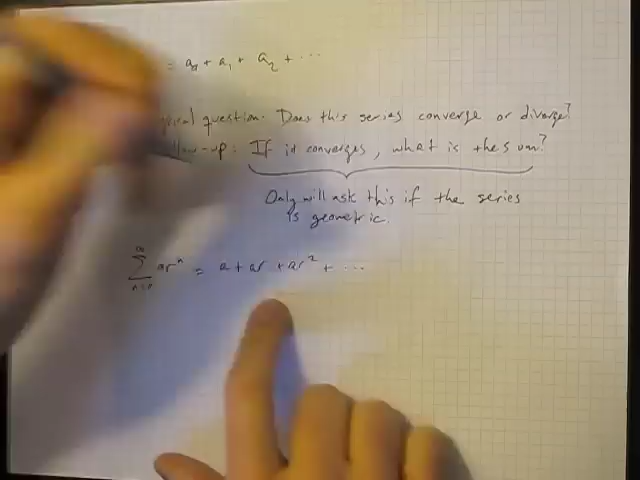 = a₀ + a₁ + a₂ + ⋯
question. Does this series converge or diverge?
If it converges, what is the sum?
Only will ask this if the series
is geometric.
∑_{n=0}^{∞} arⁿ = a + ar + ar² + ⋯